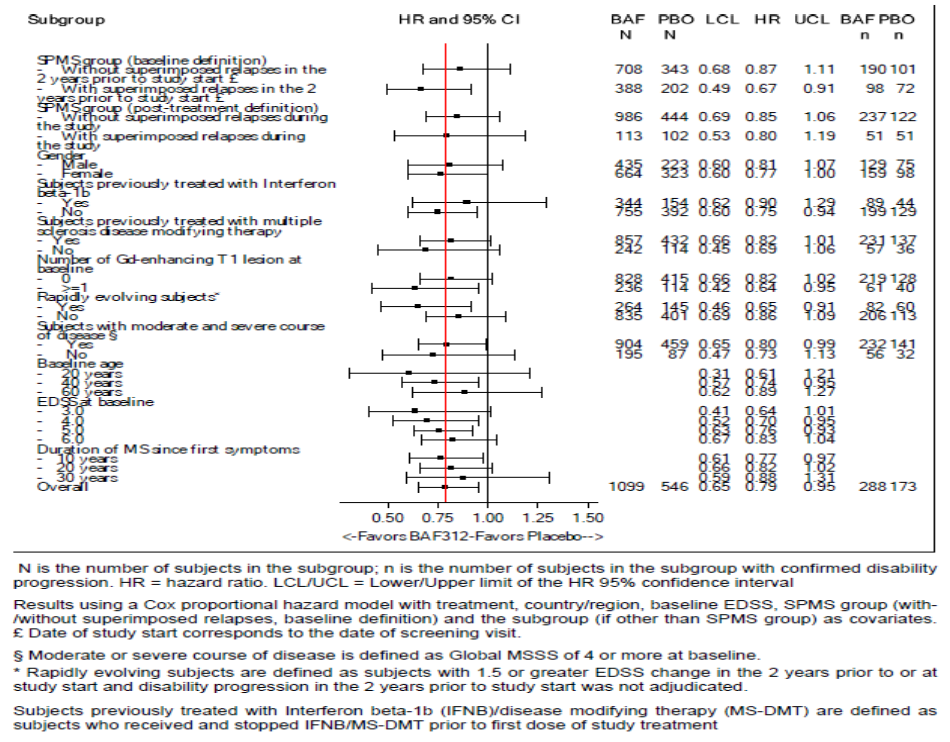 Subgroup HR and 95% CI BAF PBO LCL HR UCL BAF PBO
N N n n
SPMS group (baseline definition)
- Without superimposed relapses in the 2 years prior to study start £ 708 343 0.68 0.87 1.11 190 101
- With superimposed relapses in the 2 years prior to study start £ 388 202 0.49 0.67 0.91 98 72
SPMS group (post-treatment definition)
- Without superimposed relapses during the study 986 444 0.69 0.85 1.06 237 122
- With superimposed relapses during the study 113 102 0.53 0.80 1.19 51 51
Gender
- Male 435 223 0.60 0.81 1.07 129 75
- Female 664 323 0.60 0.77 1.00 159 98
Subjects previously treated with Interferon beta-1b
- Yes 344 154 0.62 0.90 1.29 89 44
- No 755 392 0.60 0.75 0.94 199 129
Subjects previously treated with multiple sclerosis disease modifying therapy
- Yes 857 432 0.66 0.82 1.01 231 137
- No 242 114 0.45 0.69 1.06 57 36
Number of Gd-enhancing T1 lesion at baseline
- 0 828 415 0.66 0.82 1.02 219 128
- >=1 236 114 0.42 0.64 0.95 61 40
Rapidly evolving subjects*
- Yes 264 145 0.46 0.65 0.91 82 60
- No 835 401 0.69 0.86 1.09 206 113
Subjects with moderate and severe course of disease §
- Yes 904 459 0.65 0.80 0.99 232 141
- No 195 87 0.47 0.73 1.13 56 32
Baseline age
- 20 years 0.31 0.61 1.21
- 40 years 0.57 0.74 0.95
- 60 years 0.62 0.89 1.27
EDSS at baseline
- 3.0 0.41 0.64 1.01
- 4.0 0.52 0.70 0.95
- 5.0 0.63 0.76 0.93
- 6.0 0.67 0.83 1.04
Duration of MS since first symptoms
- 10 years 0.61 0.77 0.97
- 20 years 0.66 0.82 1.02
- 30 years 0.59 0.88 1.31
Overall 1099 546 0.65 0.79 0.95 288 173
0.50 0.75 1.00 1.25 1.50
<-Favors BAF312-Favors Placebo-->
N is the number of subjects in the subgroup; n is the number of subjects in the subgroup with confirmed disability
progression. HR = hazard ratio. LCL/UCL = Lower/Upper limit of the HR 95% confidence interval
Results using a Cox proportional hazard model with treatment, country/region, baseline EDSS, SPMS group (with-
/without superimposed relapses, baseline definition) and the subgroup (if other than SPMS group) as covariates.
£ Date of study start corresponds to the date of screening visit.
§ Moderate or severe course of disease is defined as Global MSSS of 4 or more at baseline.
* Rapidly evolving subjects are defined as subjects with 1.5 or greater EDSS change in the 2 years prior to or at
study start and disability progression in the 2 years prior to study start was not adjudicated.
Subjects previously treated with Interferon beta-1b (IFNB)/disease modifying therapy (MS-DMT) are defined as
subjects who received and stopped IFNB/MS-DMT prior to first dose of study treatment